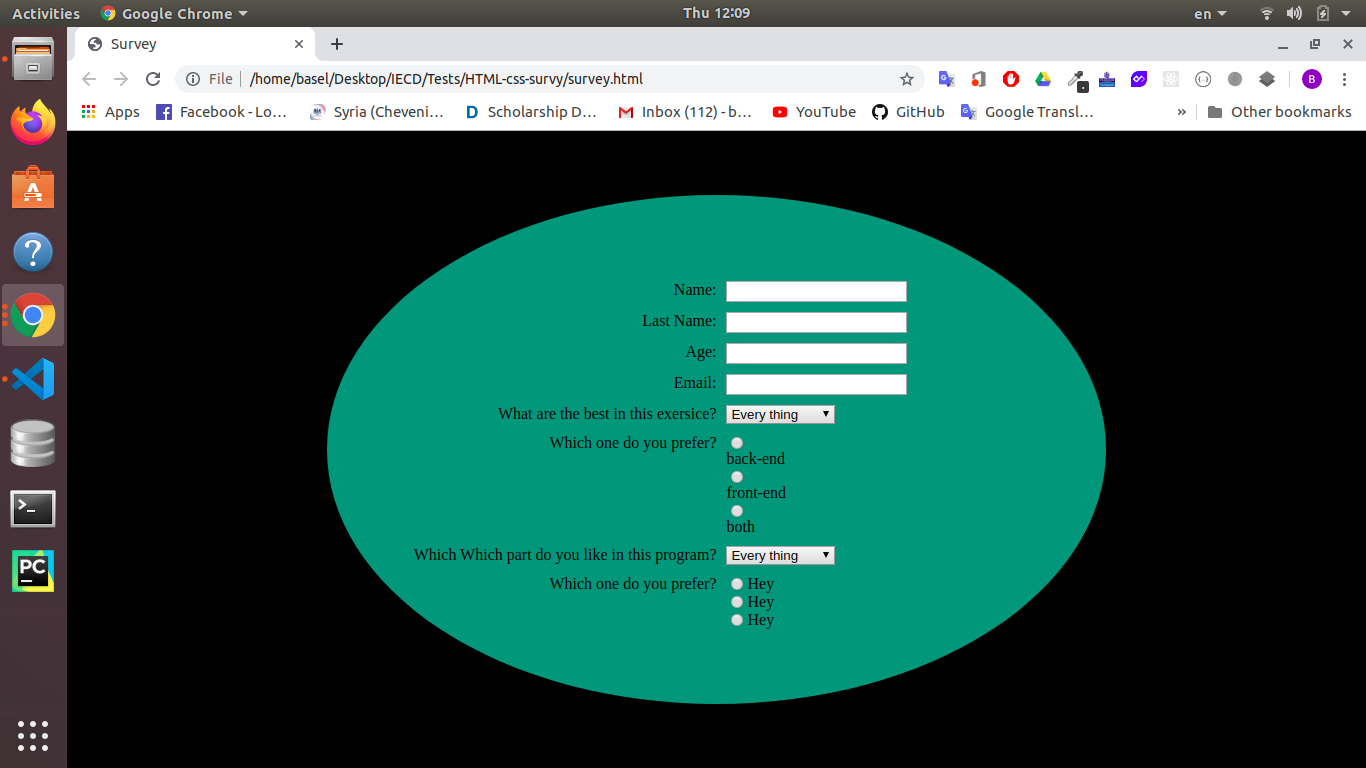 Activities Google Chrome Thu 12:09 en
Survey
File /home/basel/Desktop/IECD/Tests/HTML-css-survy/survey.html B
Apps Facebook - Lo… Syria (Cheveni… D Scholarship D… Inbox (112) - b… YouTube GitHub Google Transl… » Other bookmarks
Name:
Last Name:
Age:
Email:
What are the best in this exersice? Every thing
Which one do you prefer?
back-end
front-end
both
Which Which part do you like in this program? Every thing
Which one do you prefer? Hey
Hey
Hey
PC